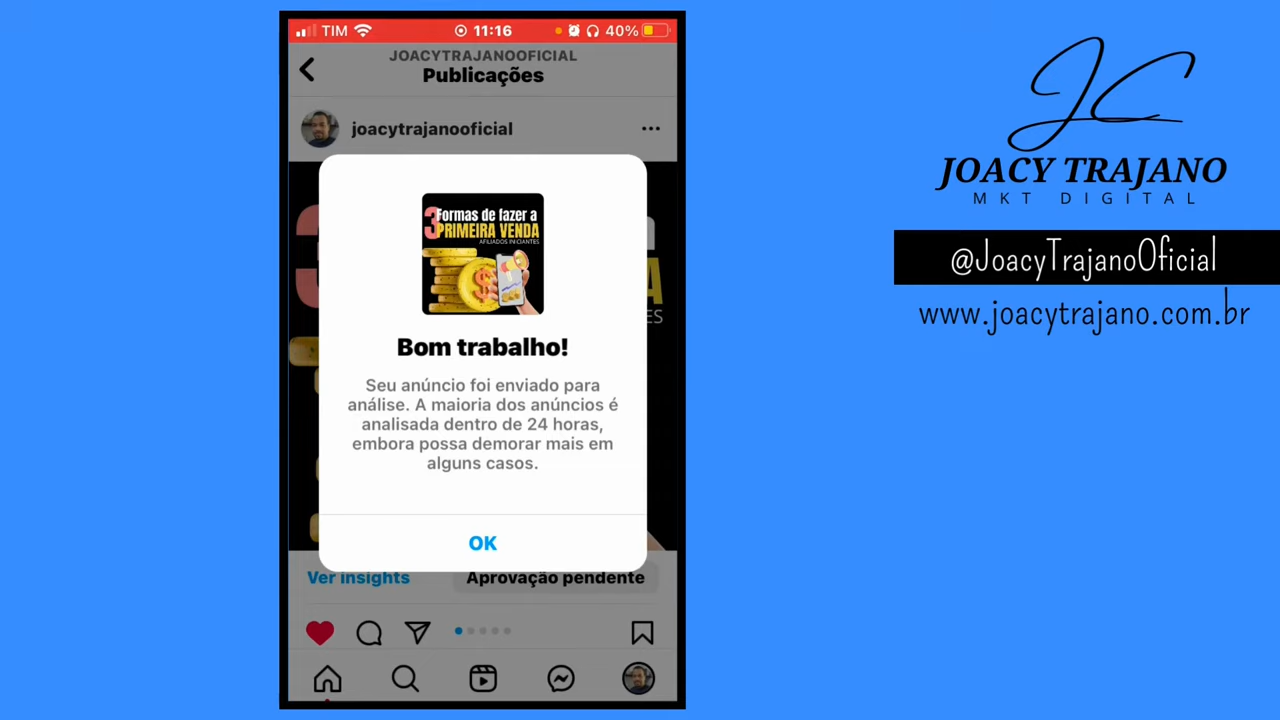 TIM
11:16
40%
JOACYTRAJANOOFICIAL
Publicações
joacytrajanooficial
3 Formas de fazer a
PRIMEIRA VENDA
AFILIADOS INICIANTES
Bom trabalho!
Seu anúncio foi enviado para
análise. A maioria dos anúncios é
analisada dentro de 24 horas,
embora possa demorar mais em
alguns casos.
OK
Ver insights
Aprovação pendente
JC
JOACY TRAJANO
MKT DIGITAL
@JoacyTrajanoOficial
www.joacytrajano.com.br